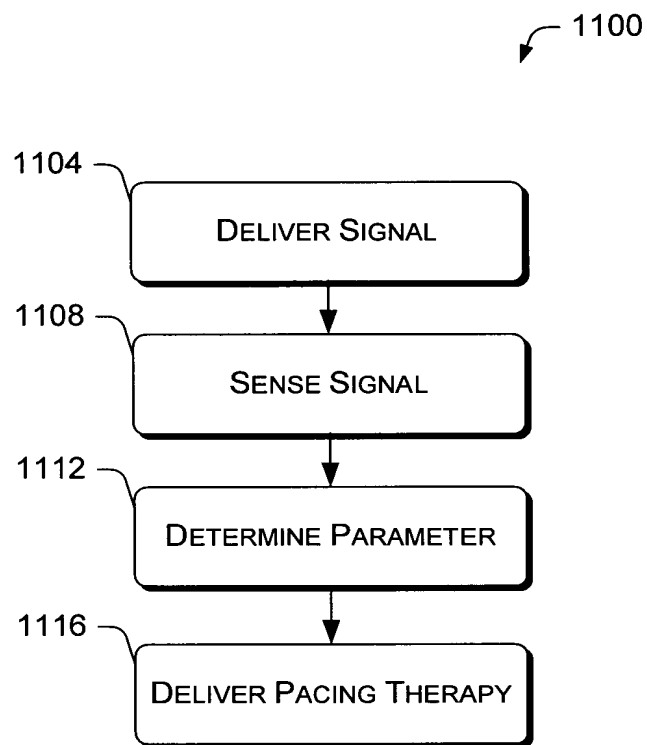 1100
1104
DELIVER SIGNAL
1108
SENSE SIGNAL
1112
DETERMINE PARAMETER
1116
DELIVER PACING THERAPY